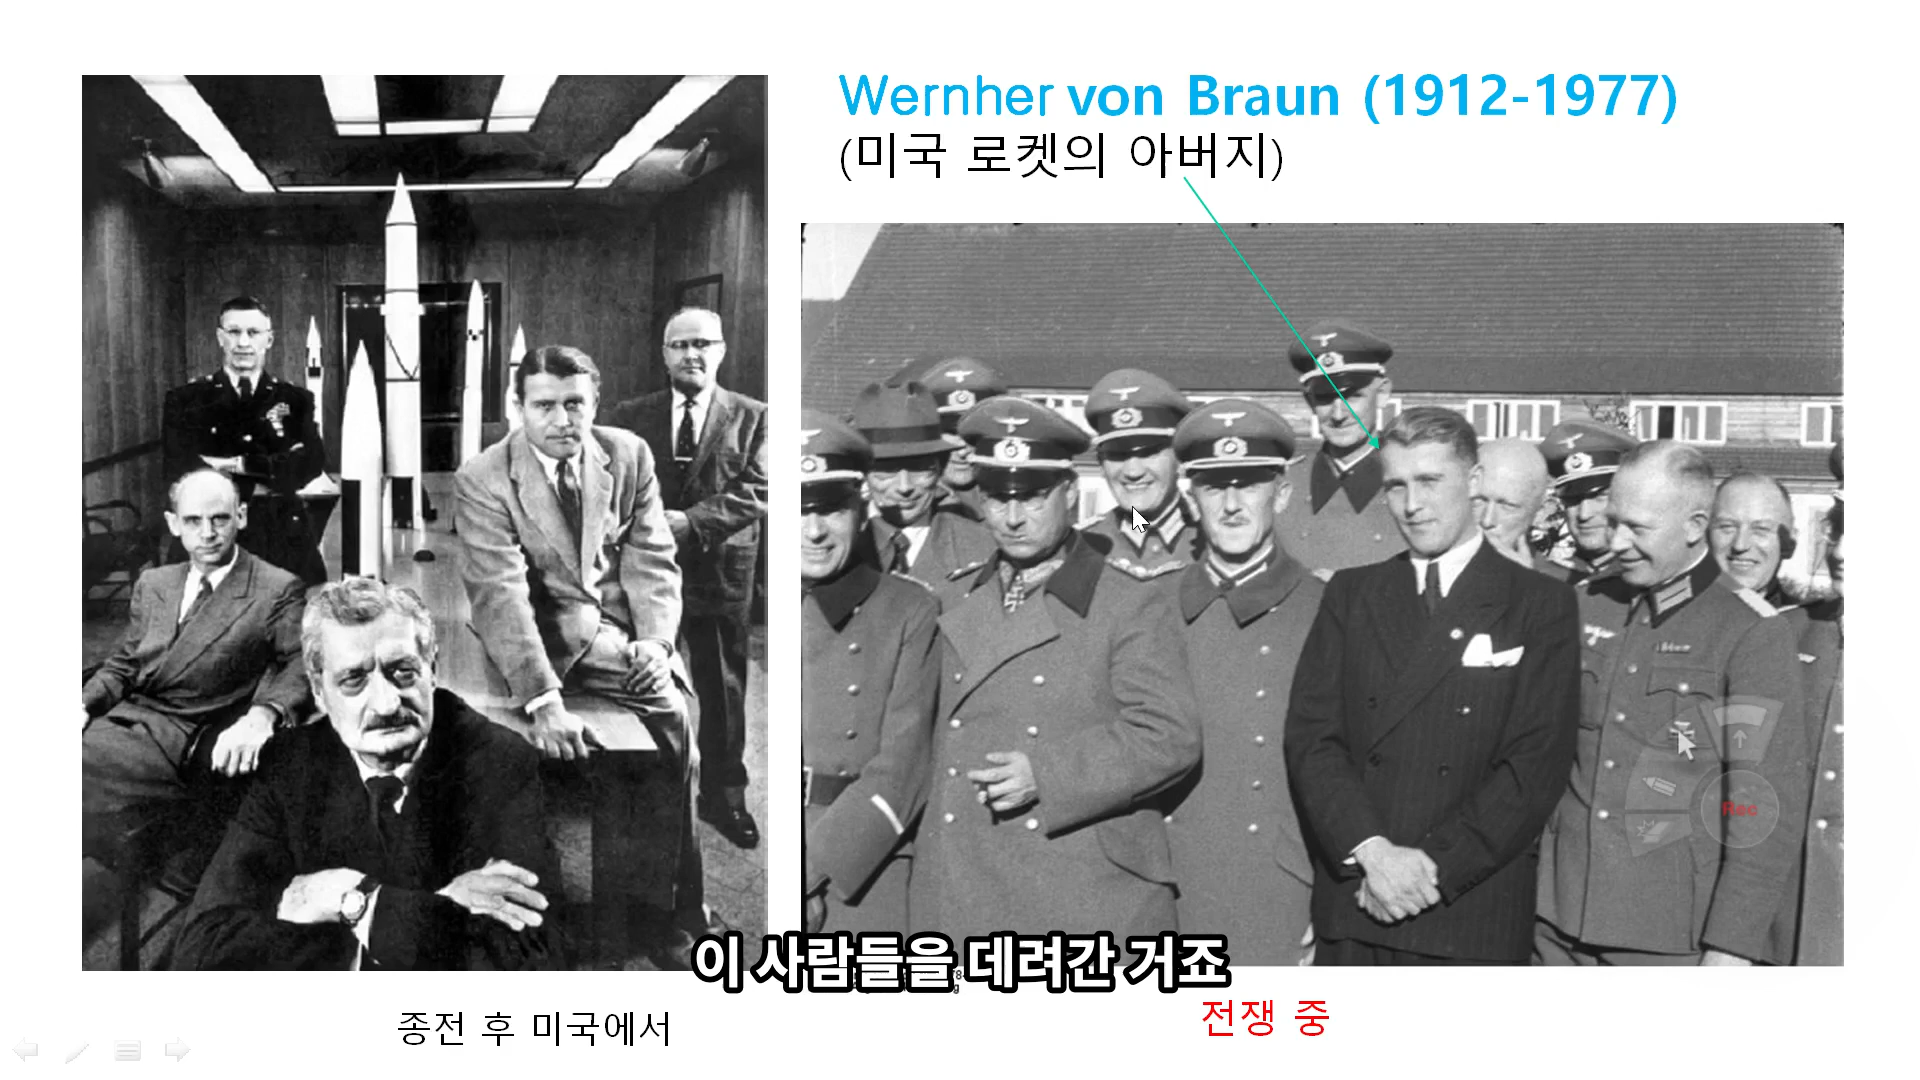 Wernher von Braun (1912-1977)
(미국 로켓의 아버지)
Rec
이 사람들을 데려간 거죠
종전 후 미국에서
전쟁 중